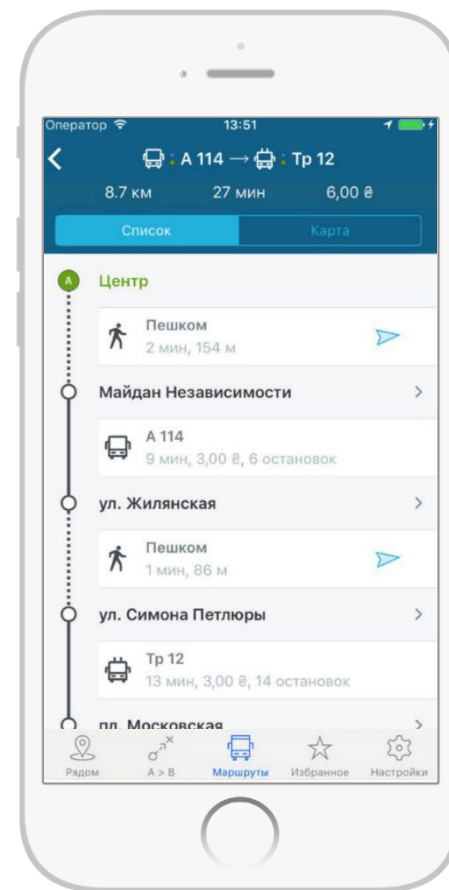 Оператор 13:51
А 114 → Тр 12
8.7 км 27 мин 6,00 ₴
Список Карта
А Центр
Пешком
2 мин, 154 м
Майдан Независимости
А 114
9 мин, 3,00 ₴, 6 остановок
ул. Жилянская
Пешком
1 мин, 86 м
ул. Симона Петлюры
Тр 12
13 мин, 3,00 ₴, 14 остановок
пл. Московская
Рядом А > В Маршруты Избранное Настройки